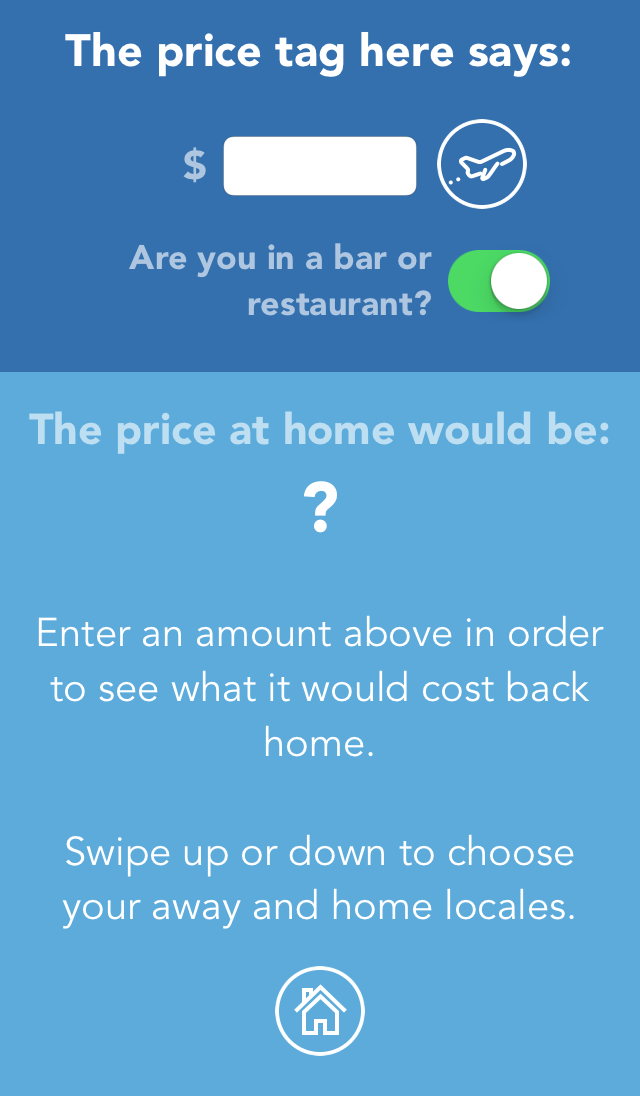 The price tag here says:
$
Are you in a bar or
restaurant?
The price at home would be:
?
Enter an amount above in order
to see what it would cost back
home.
Swipe up or down to choose
your away and home locales.